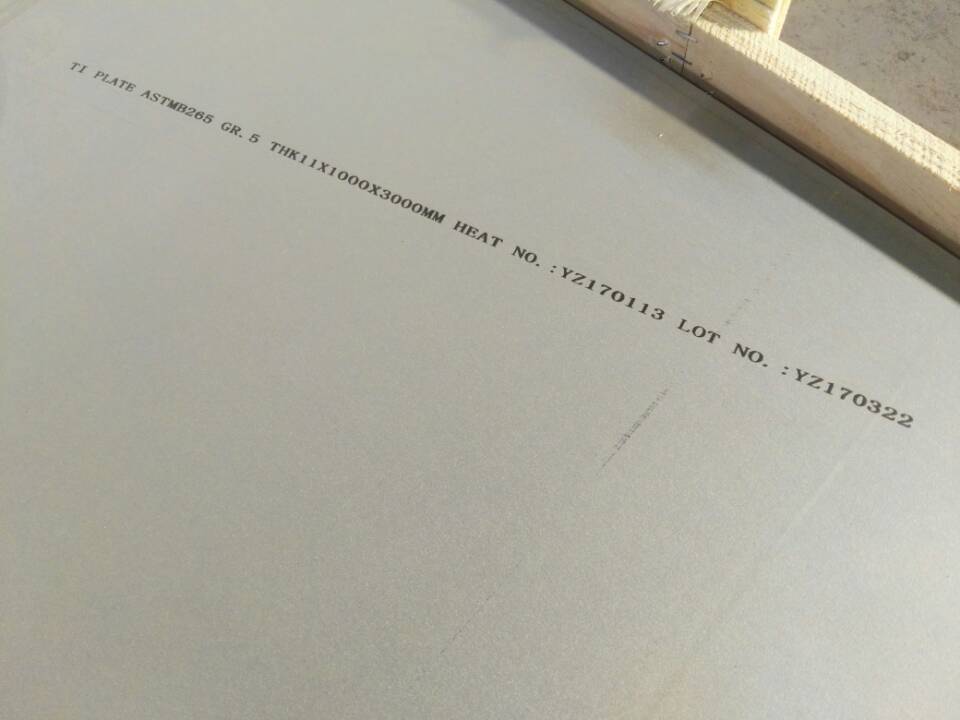 TI PLATE ASTMB265 GR.5 THK11X1000X3000MM HEAT NO.:YZ170113 LOT NO.:YZ170322